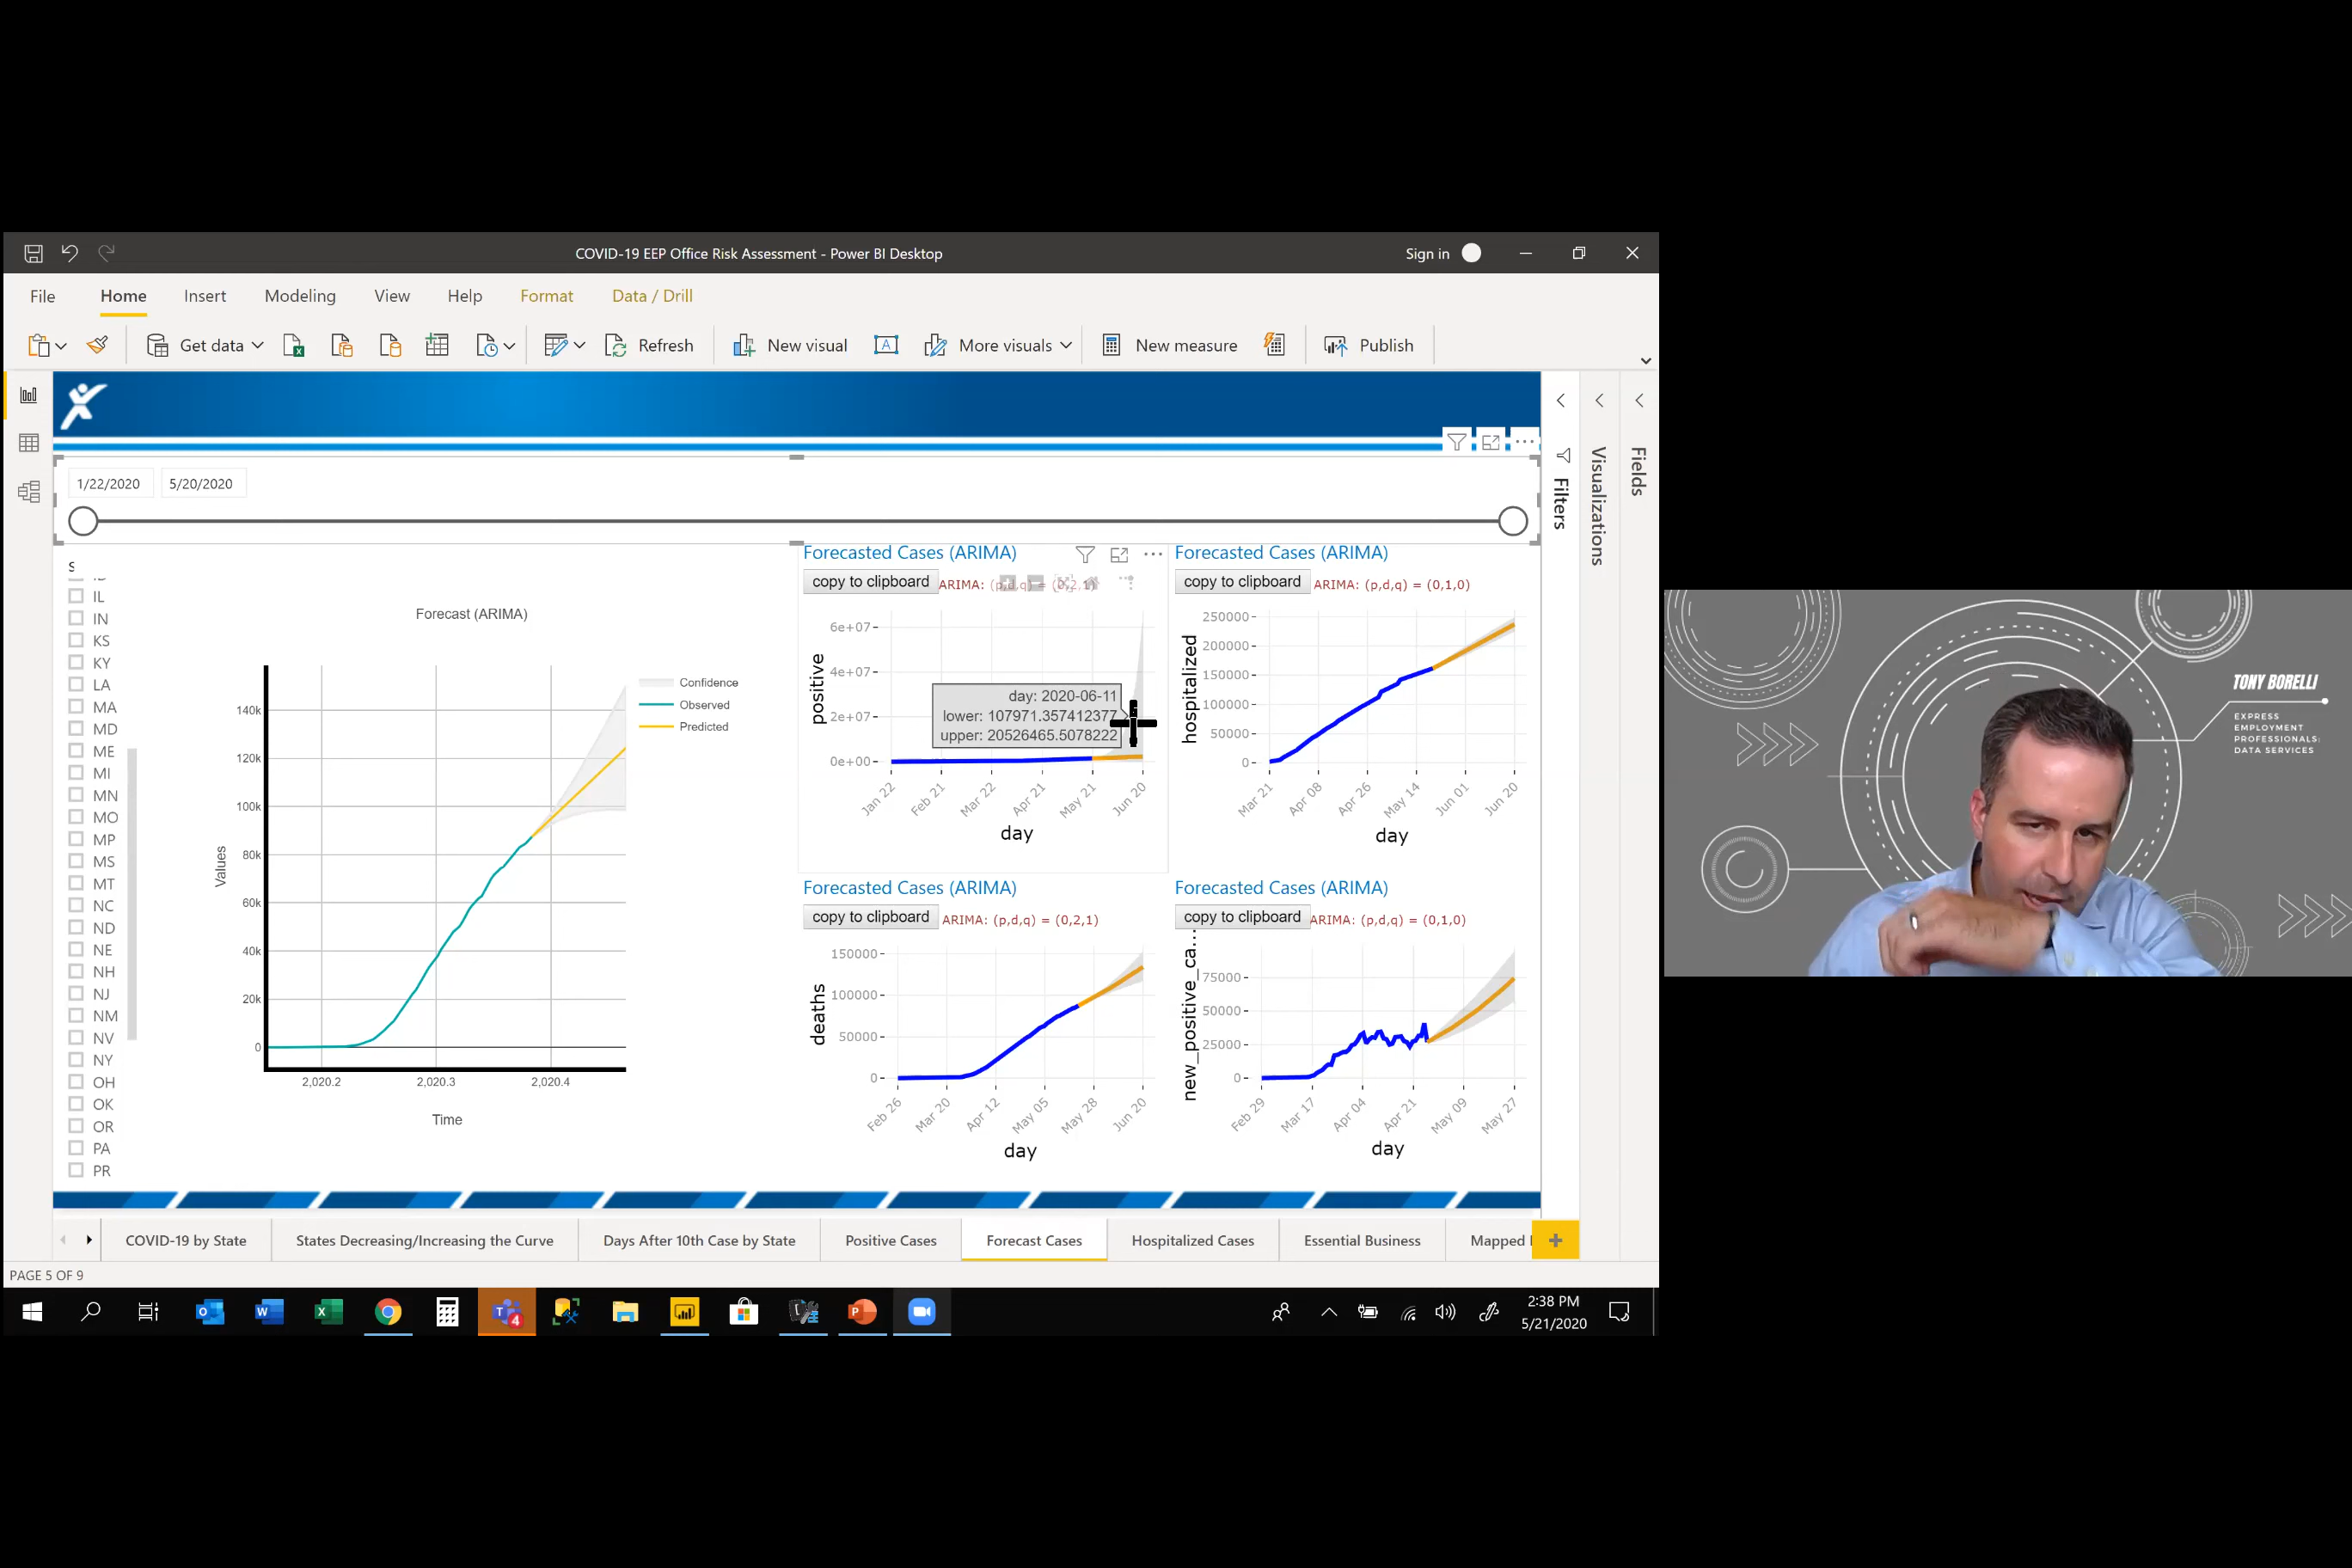 COVID-19 EEP Office Risk Assessment - Power BI Desktop
Sign in
File Home Insert Modeling View Help Format Data / Drill
Get data Refresh New visual More visuals New measure Publish
1/22/2020 5/20/2020
Filters
Visualizations
Fields
S
IL
IN
KS
KY
LA
MA
MD
ME
MI
MN
MO
MP
MS
MT
NC
ND
NE
NH
NJ
NM
NV
NY
OH
OK
OR
PA
PR
Forecast (ARIMA)
Confidence
Observed
Predicted
Values
140k
120k
100k
80k
60k
40k
20k
0
2,020.2 2,020.3 2,020.4
Time
Forecasted Cases (ARIMA)
copy to clipboard ARIMA: (p,d,q) = (0,2,1)
positive
6e+07
4e+07
2e+07
0e+00
day: 2020-06-11
lower: 107971.357412377
upper: 20526465.5078222
Jan 22 Feb 21 Mar 22 Apr 21 May 21 Jun 20
day
Forecasted Cases (ARIMA)
copy to clipboard ARIMA: (p,d,q) = (0,1,0)
hospitalized
250000
200000
150000
100000
50000
0
Mar 21 Apr 08 Apr 26 May 14 Jun 01 Jun 20
day
Forecasted Cases (ARIMA)
copy to clipboard ARIMA: (p,d,q) = (0,2,1)
deaths
150000
100000
50000
0
Feb 26 Mar 20 Apr 12 May 05 May 28 Jun 20
day
Forecasted Cases (ARIMA)
copy to clipboard ARIMA: (p,d,q) = (0,1,0)
new_positive_ca...
75000
50000
25000
0
Feb 29 Mar 17 Apr 04 Apr 21 May 09 May 27
day
COVID-19 by State States Decreasing/Increasing the Curve Days After 10th Case by State Positive Cases Forecast Cases Hospitalized Cases Essential Business Mapped
PAGE 5 OF 9
4
2:38 PM
5/21/2020
TONY BORELLI
EXPRESS
EMPLOYMENT
PROFESSIONALS:
DATA SERVICES